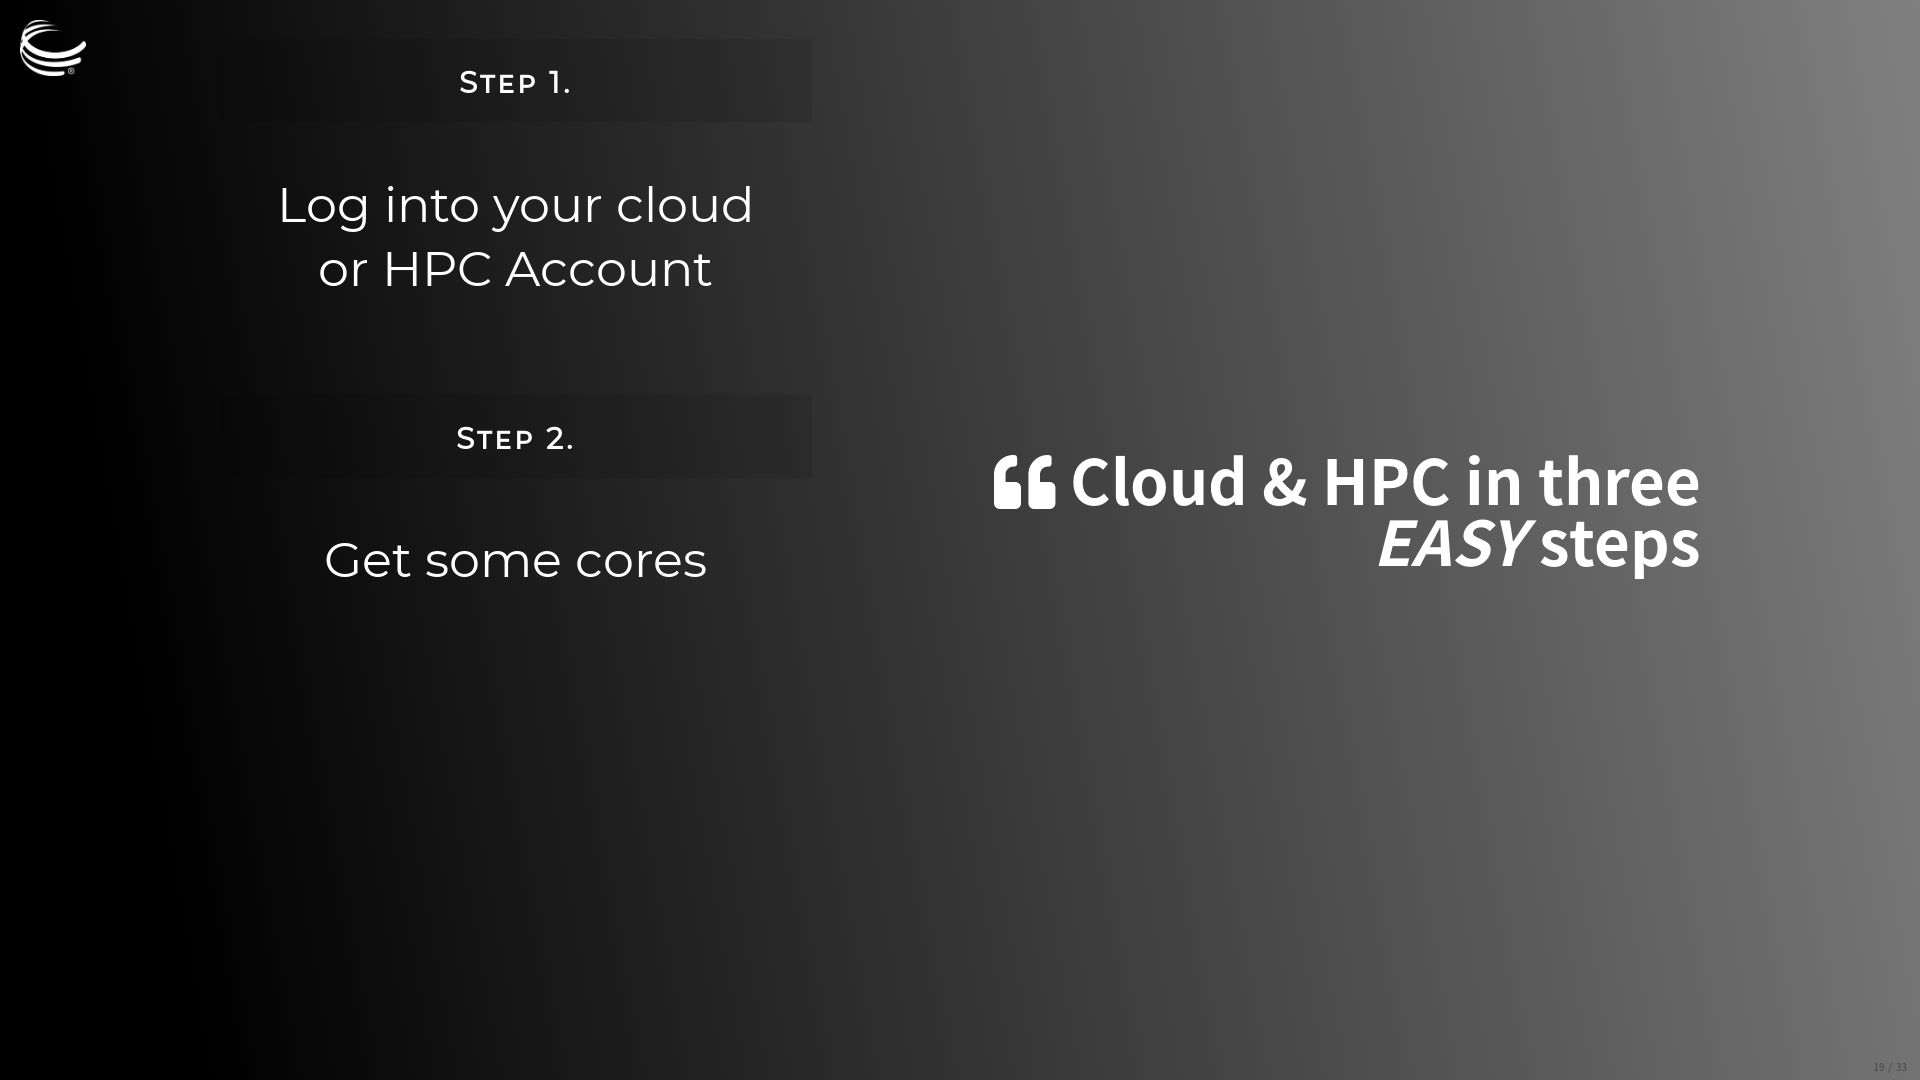 Step 1.
Log into your cloud
or HPC Account
Step 2.
Get some cores
Cloud & HPC in three
EASY steps
19 / 33